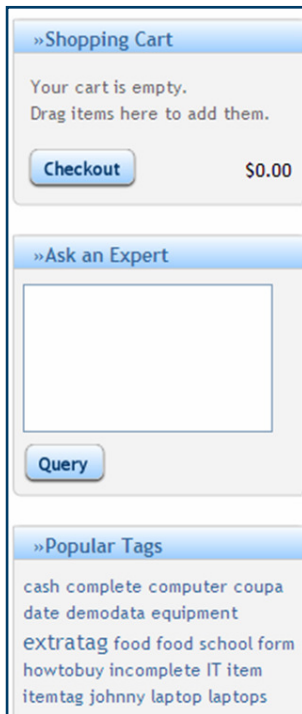 »Shopping Cart
Your cart is empty.
Drag items here to add them.
Checkout $0.00
»Ask an Expert
Query
»Popular Tags
cash complete computer coupa
date demodata equipment
extratag food food school form
howtobuy incomplete IT item
itemtag johnny laptop laptops